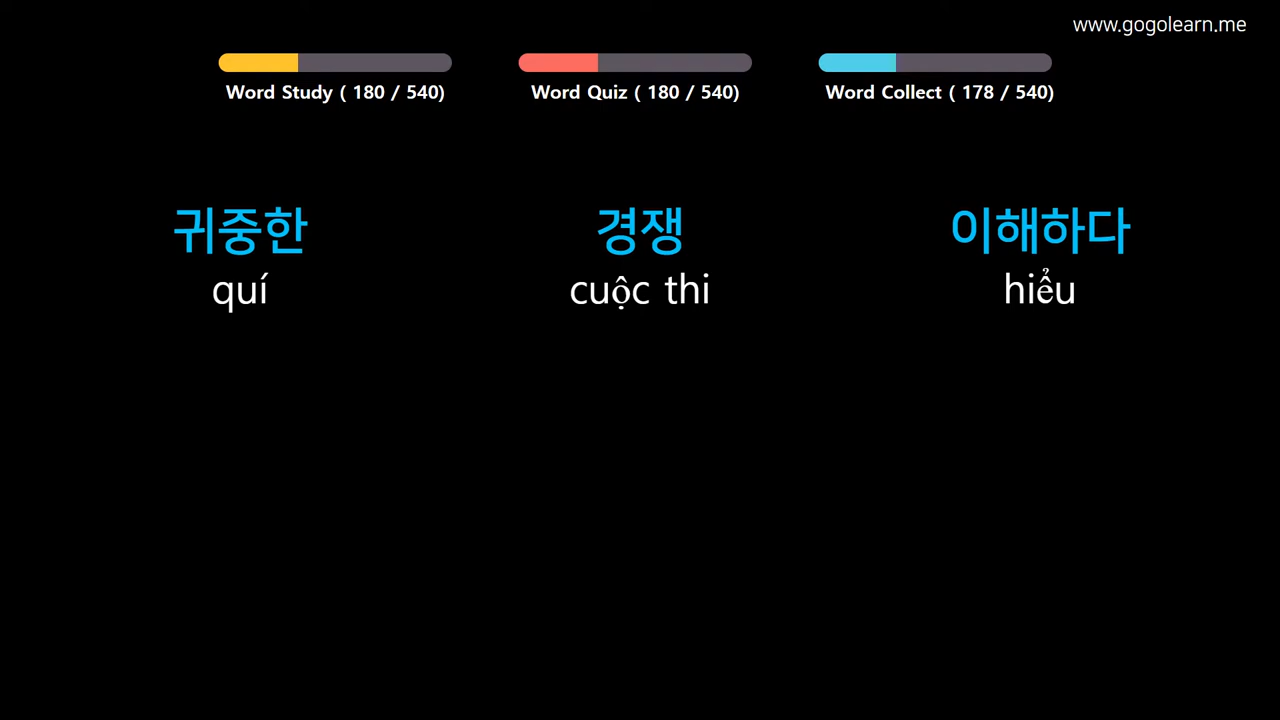 www.gogolearn.me
Word Study ( 180 / 540)
Word Quiz ( 180 / 540)
Word Collect ( 178 / 540)
귀중한
quí
경쟁
cuộc thi
이해하다
hiểu